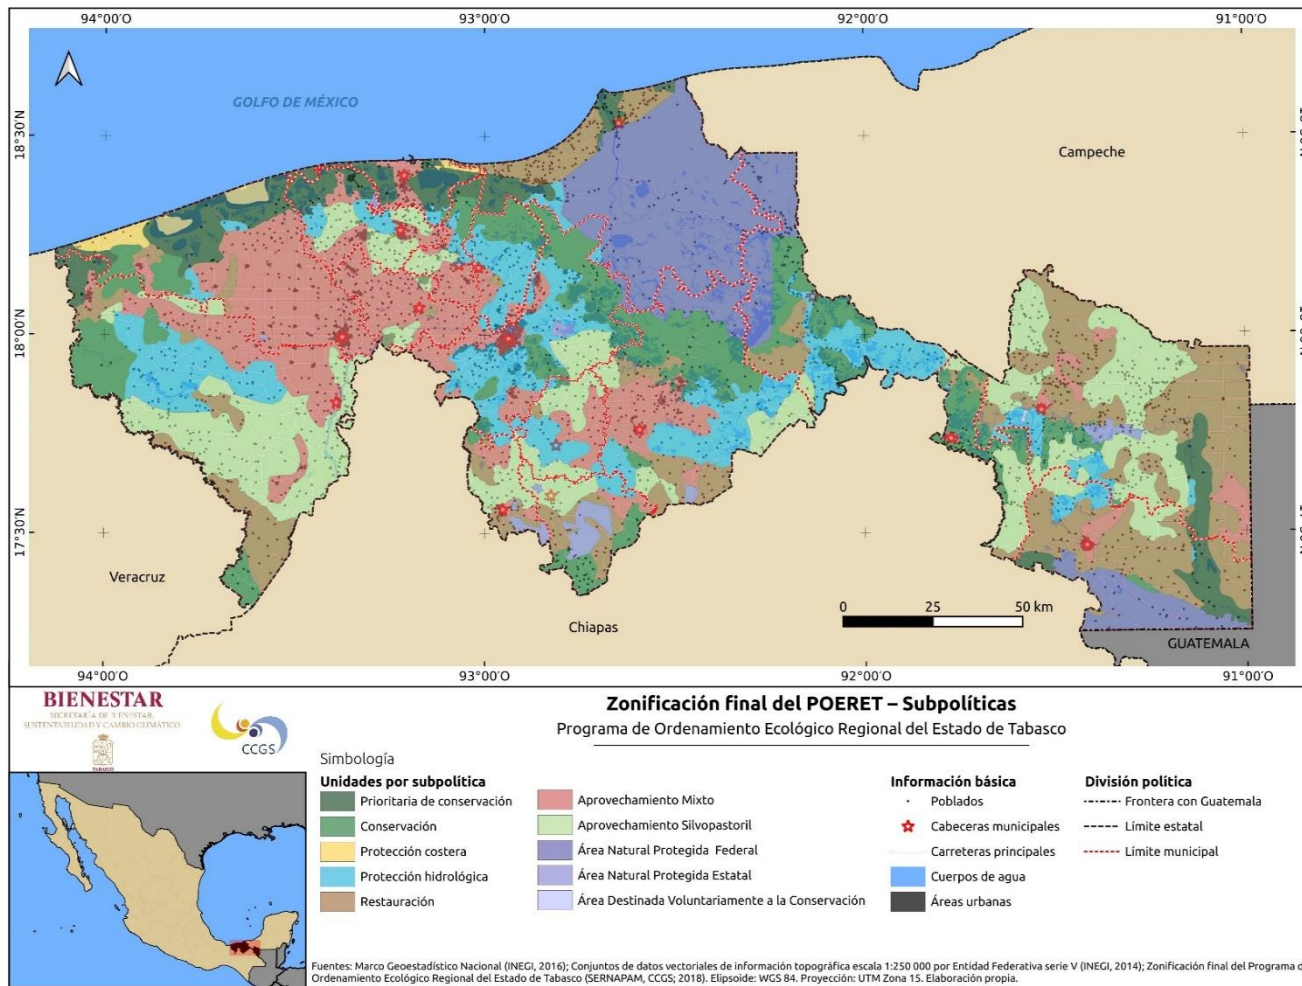 94°00'O 93°00'O 92°00'O 91°00'O
GOLFO DE MÉXICO
18°30'N
Campeche
18°00'N
17°30'N
Veracruz
Chiapas
0 25 50 km
GUATEMALA
94°00'O 93°00'O 92°00'O 91°00'O
BIENESTAR
SECRETARÍA DE BIENESTAR,
SUSTENTABILIDAD Y CAMBIO CLIMÁTICO
TABASCO
CCGS
Zonificación final del POERET – Subpolíticas
Programa de Ordenamiento Ecológico Regional del Estado de Tabasco
Simbología
Unidades por subpolítica
Prioritaria de conservación
Conservación
Protección costera
Protección hidrológica
Restauración
Aprovechamiento Mixto
Aprovechamiento Silvopastoril
Área Natural Protegida Federal
Área Natural Protegida Estatal
Área Destinada Voluntariamente a la Conservación
Información básica
Poblados
Cabeceras municipales
Carreteras principales
Cuerpos de agua
Áreas urbanas
División política
Frontera con Guatemala
Límite estatal
Límite municipal
Fuentes: Marco Geoestadístico Nacional (INEGI, 2016); Conjuntos de datos vectoriales de información topográfica escala 1:250 000 por Entidad Federativa serie V (INEGI, 2014); Zonificación final del Programa
Ordenamiento Ecológico Regional del Estado de Tabasco (SERNAPAM, CCGS; 2018). Elipsoide: WGS 84. Proyección: UTM Zona 15. Elaboración propia.